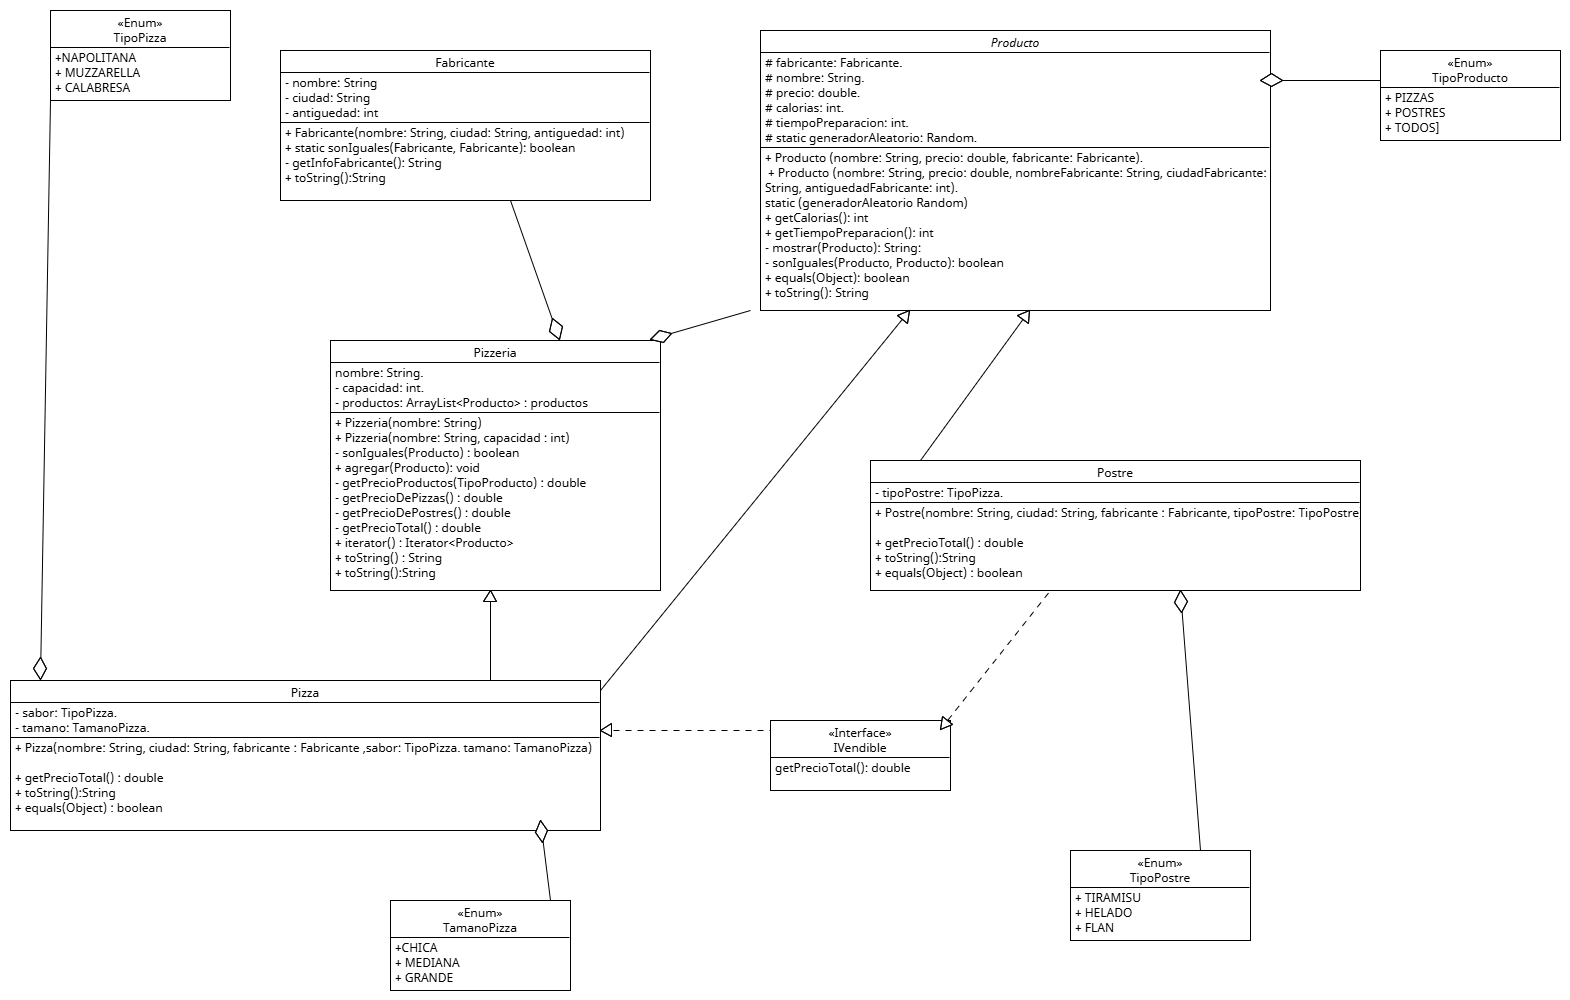 «Enum»
TipoPizza
+NAPOLITANA
+ MUZZARELLA
+ CALABRESA
Fabricante
- nombre: String
- ciudad: String
- antiguedad: int
+ Fabricante(nombre: String, ciudad: String, antiguedad: int)
+ static sonIguales(Fabricante, Fabricante): boolean
- getInfoFabricante(): String
+ toString():String
Producto
# fabricante: Fabricante.
# nombre: String.
# precio: double.
# calorias: int.
# tiempoPreparacion: int.
# static generadorAleatorio: Random.
+ Producto (nombre: String, precio: double, fabricante: Fabricante).
+ Producto (nombre: String, precio: double, nombreFabricante: String, ciudadFabricante:
String, antiguedadFabricante: int).
static (generadorAleatorio Random)
+ getCalorias(): int
+ getTiempoPreparacion(): int
- mostrar(Producto): String:
- sonIguales(Producto, Producto): boolean
+ equals(Object): boolean
+ toString(): String
«Enum»
TipoProducto
+ PIZZAS
+ POSTRES
+ TODOS]
Pizzeria
nombre: String.
- capacidad: int.
- productos: ArrayList<Producto> : productos
+ Pizzeria(nombre: String)
+ Pizzeria(nombre: String, capacidad : int)
- sonIguales(Producto) : boolean
+ agregar(Producto): void
- getPrecioProductos(TipoProducto) : double
- getPrecioDePizzas() : double
- getPrecioDePostres() : double
- getPrecioTotal() : double
+ iterator() : Iterator<Producto>
+ toString() : String
+ toString():String
Postre
- tipoPostre: TipoPizza.
+ Postre(nombre: String, ciudad: String, fabricante : Fabricante, tipoPostre: TipoPostre
+ getPrecioTotal() : double
+ toString():String
+ equals(Object) : boolean
Pizza
- sabor: TipoPizza.
- tamano: TamanoPizza.
+ Pizza(nombre: String, ciudad: String, fabricante : Fabricante ,sabor: TipoPizza. tamano: TamanoPizza)
+ getPrecioTotal() : double
+ toString():String
+ equals(Object) : boolean
«Interface»
IVendible
getPrecioTotal(): double
«Enum»
TipoPostre
+ TIRAMISU
+ HELADO
+ FLAN
«Enum»
TamanoPizza
+CHICA
+ MEDIANA
+ GRANDE